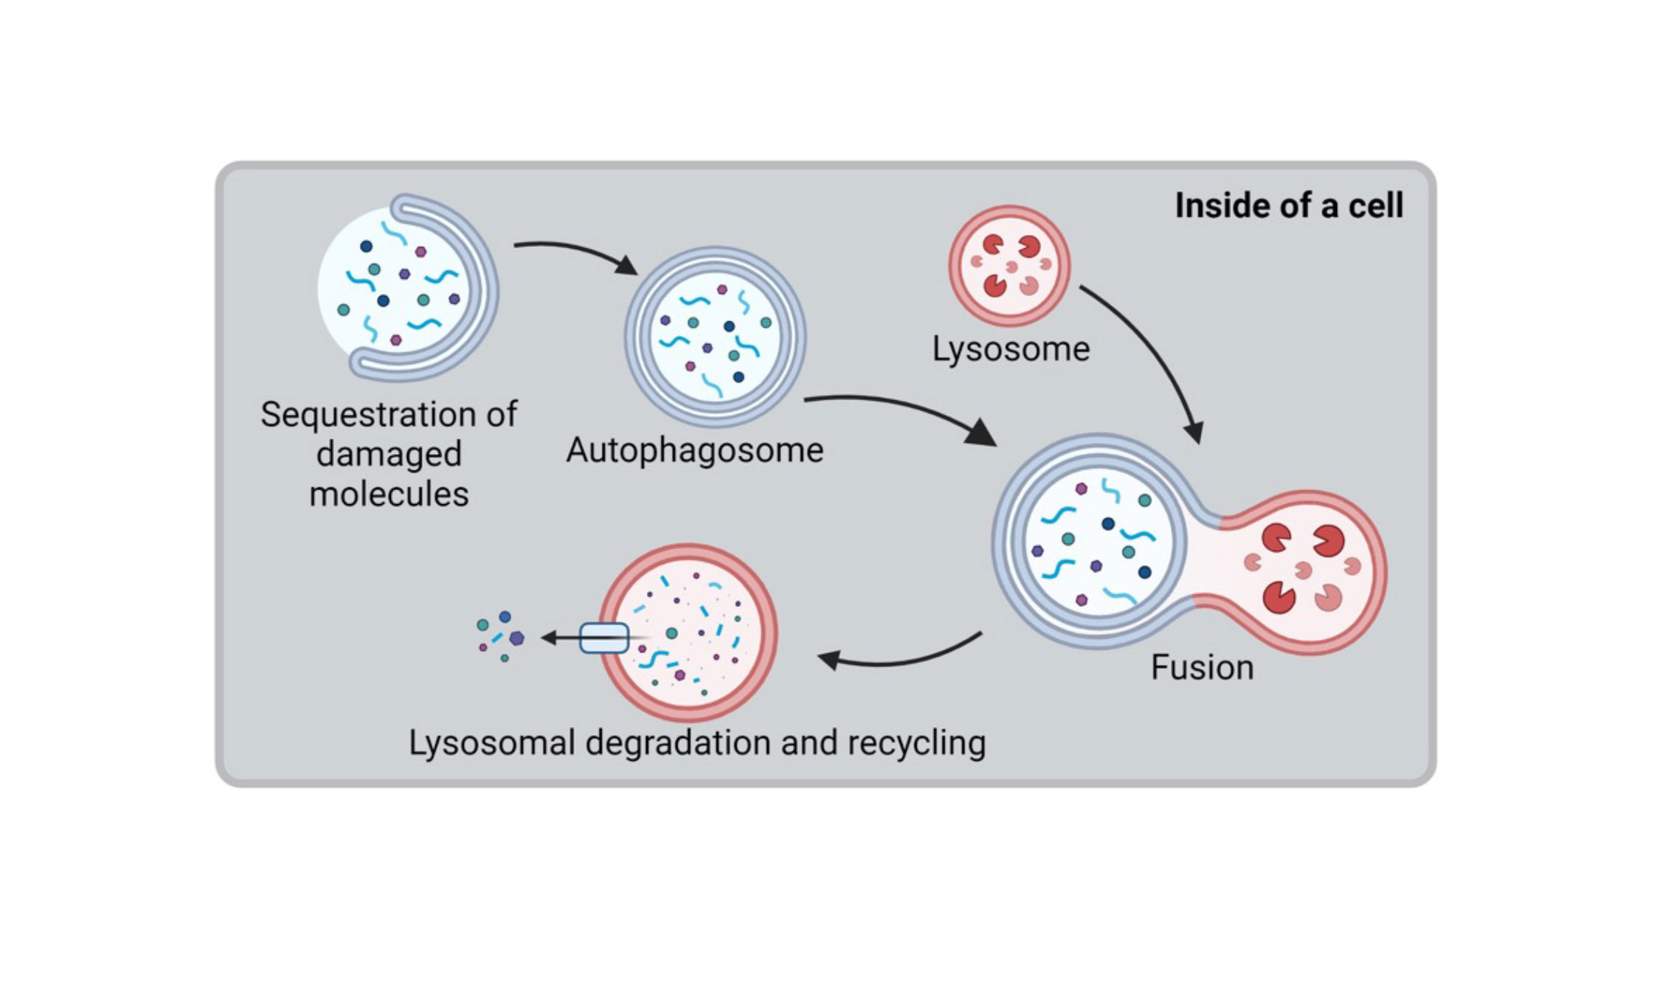 Inside of a cell
Sequestration of
damaged
molecules
Autophagosome
Lysosome
Fusion
Lysosomal degradation and recycling